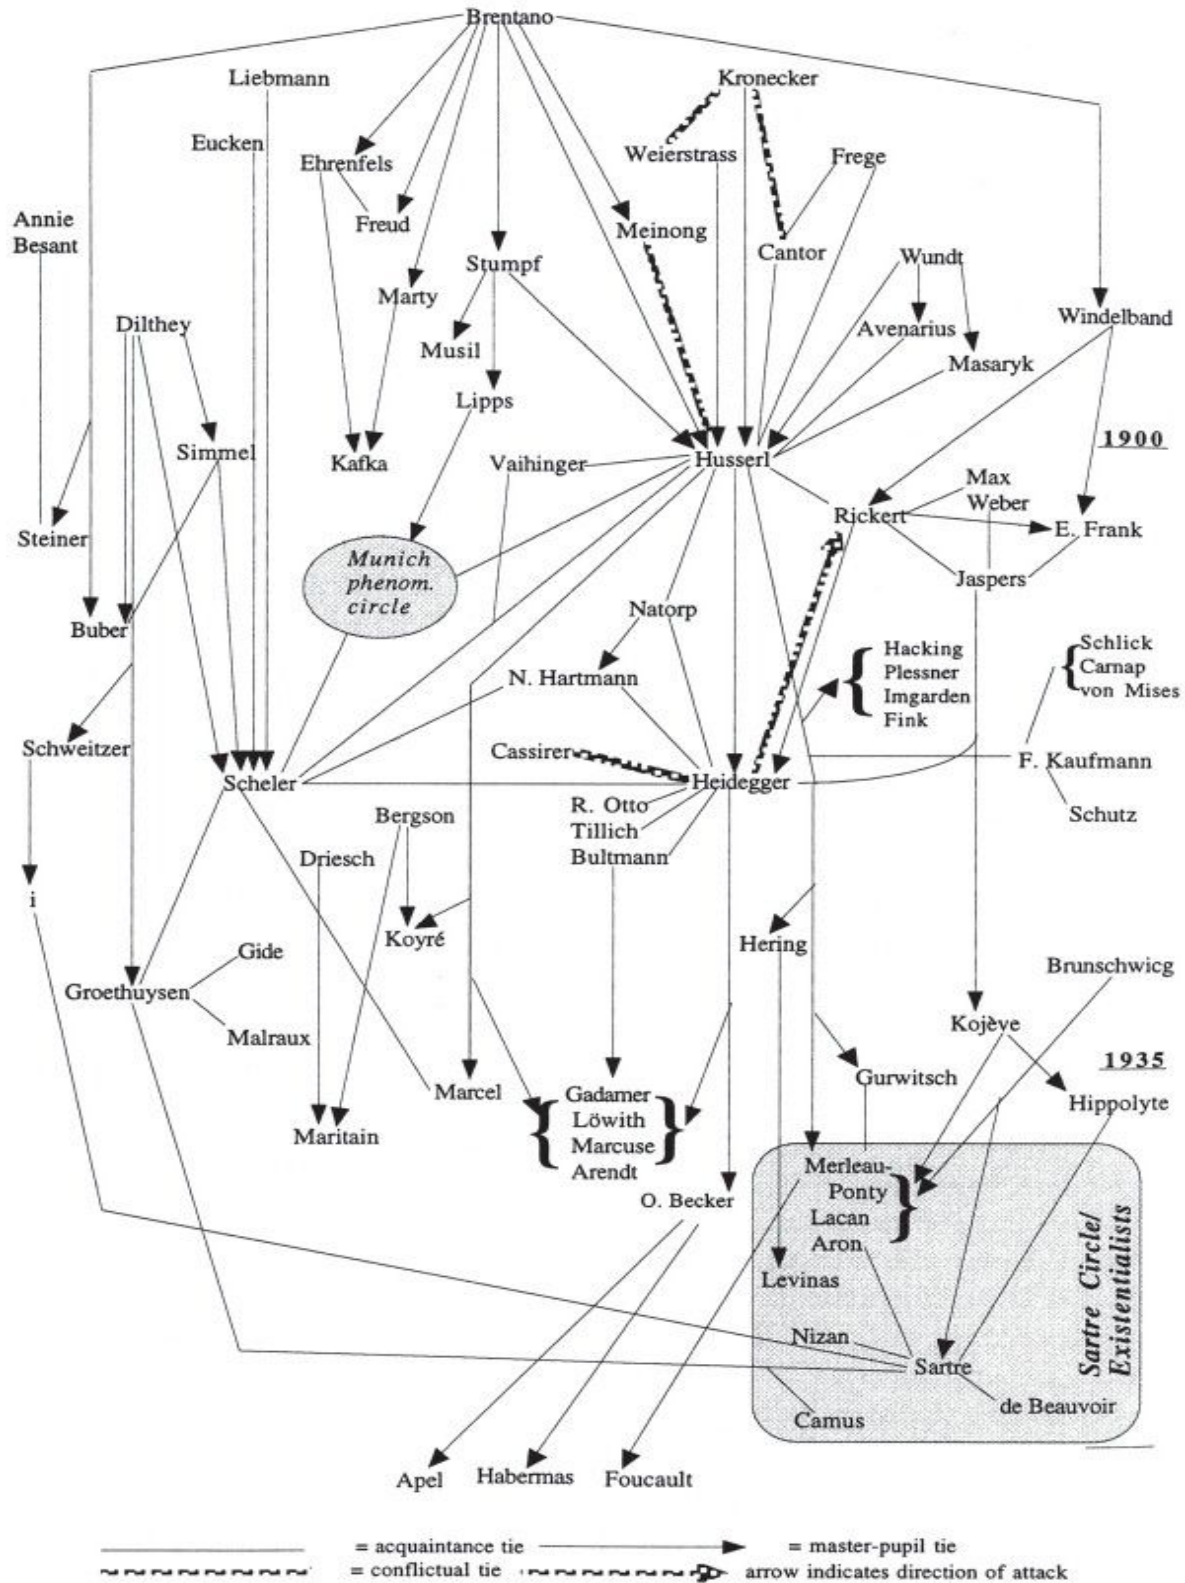 Brentano
Liebmann
Kronecker
Eucken
Ehrenfels
Weierstrass
Frege
Annie
Besant
Freud
Meinong
Cantor
Wundt
Stumpf
Marty
Dilthey
Windelband
Avenarius
Musil
Masaryk
Lipps
1900
Simmel
Kafka
Vaihinger
Husserl
Max
Weber
Rickert
E. Frank
Steiner
Munich
phenom.
circle
Jaspers
Natorp
Buber
Hacking
Plessner
Imgarden
Fink
Schlick
Carnap
von Mises
N. Hartmann
Schweitzer
Cassirer
F. Kaufmann
Scheler
Heidegger
R. Otto
Tillich
Bultmann
Bergson
Schutz
Driesch
i
Koyré
Hering
Gide
Brunschwicg
Groethuysen
Malraux
Kojève
1935
Marcel
Gurwitsch
Hippolyte
Gadamer
Löwith
Marcuse
Arendt
Maritain
O. Becker
Merleau-
Ponty
Lacan
Aron
Levinas
Sartre Circle/
Existentialists
Nizan
Sartre
Camus
de Beauvoir
Apel
Habermas
Foucault
= acquaintance tie
= master-pupil tie
= conflictual tie
arrow indicates direction of attack